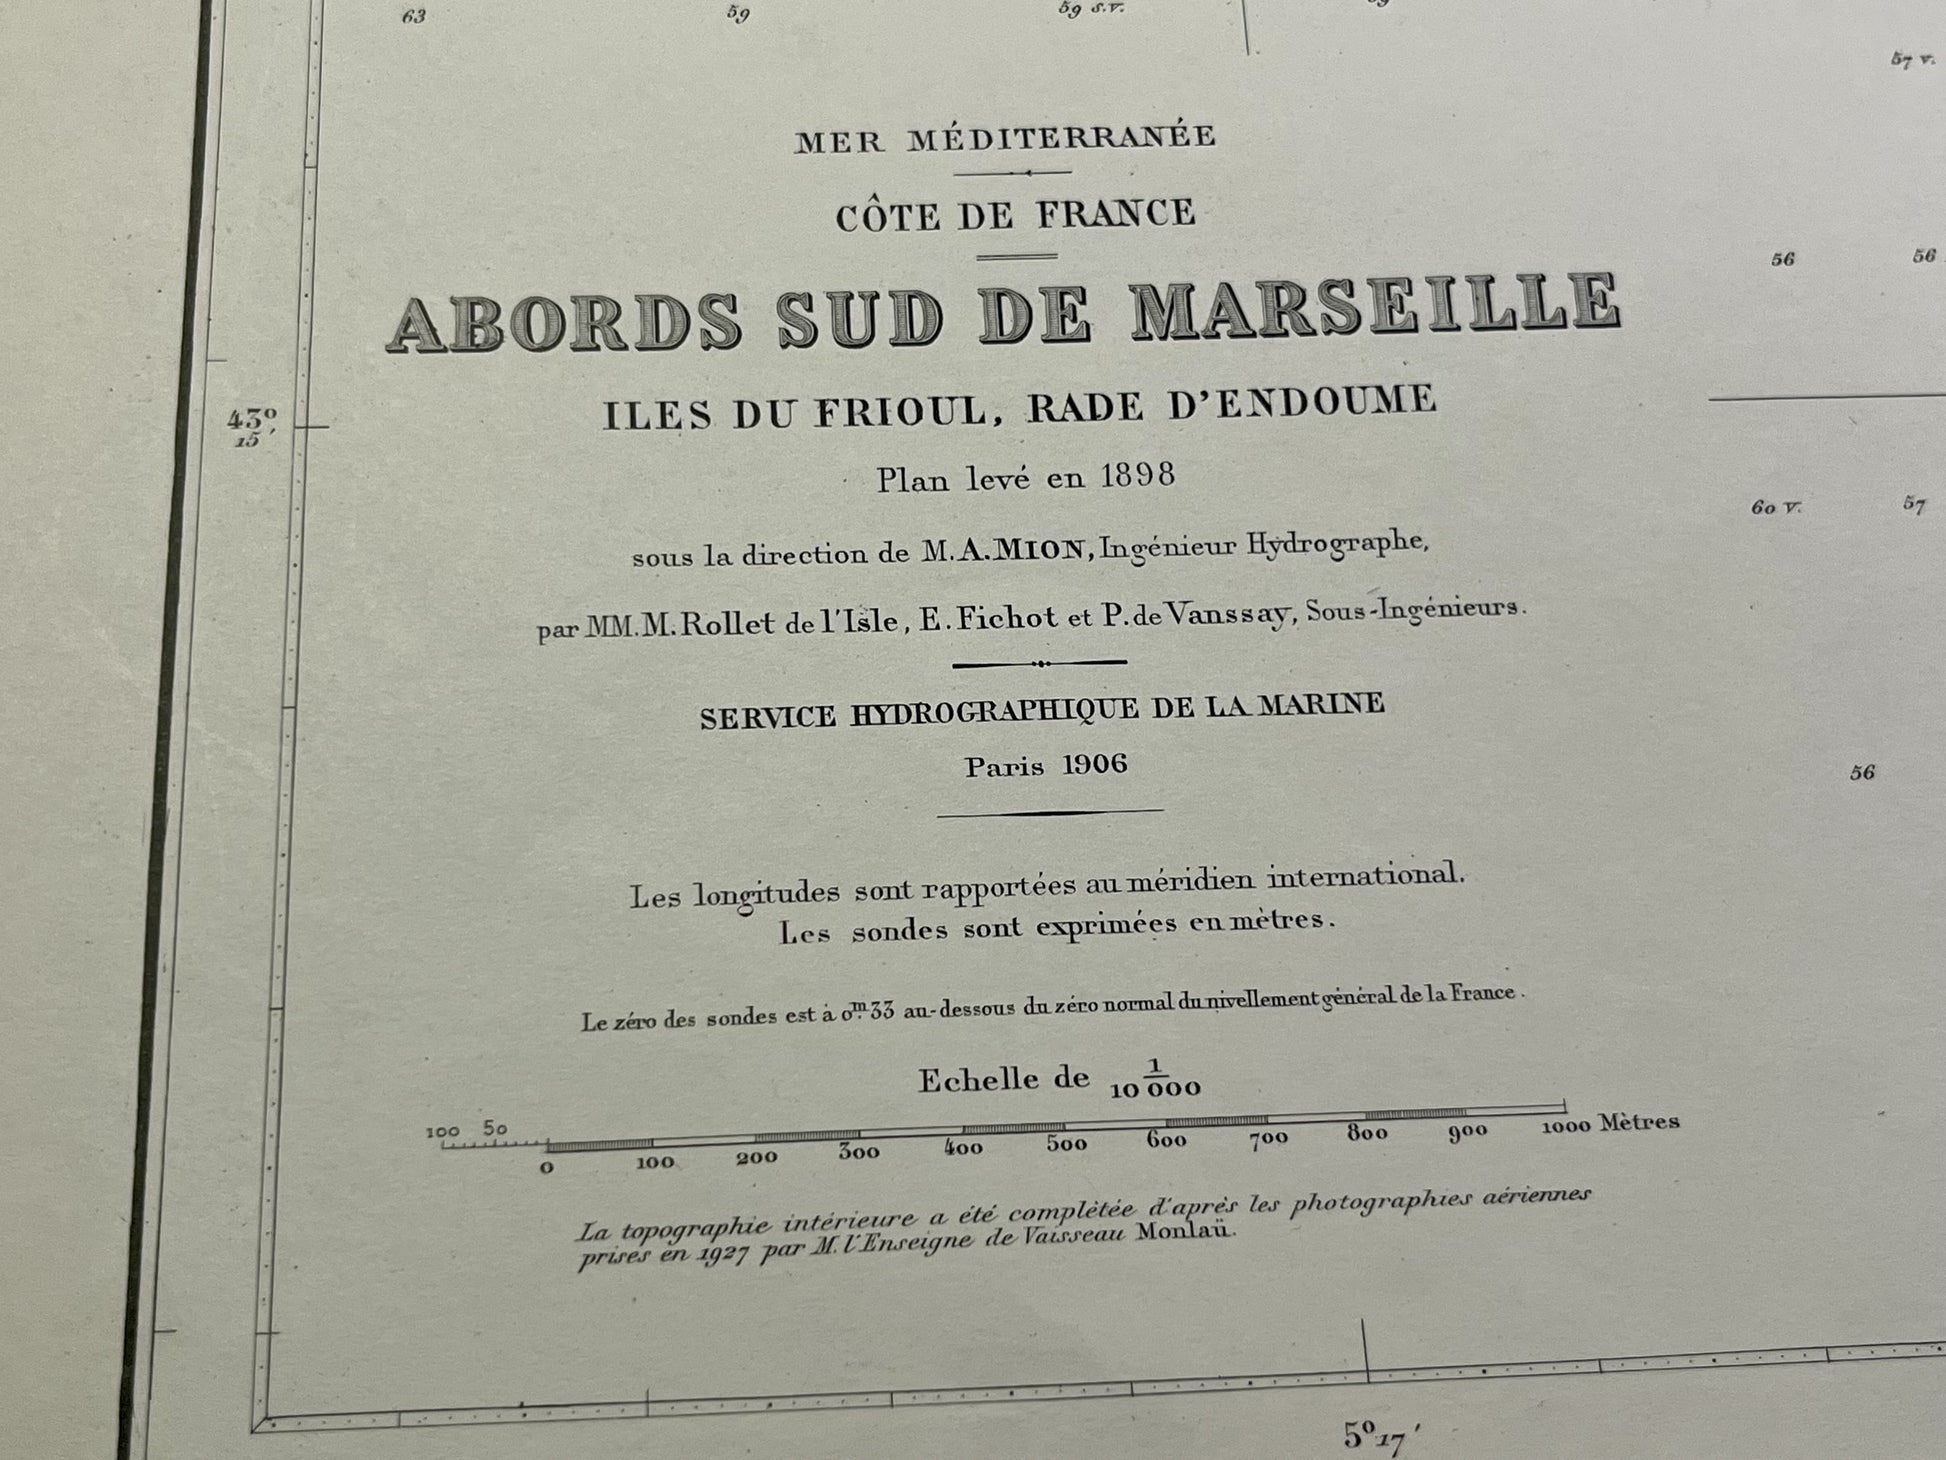 63 59 59 s.v. 59
57 v.
MER MÉDITERRANÉE
CÔTE DE FRANCE
56 56
ABORDS SUD DE MARSEILLE
ILES DU FRIOUL, RADE D'ENDOUME
43°
15'
Plan levé en 1898
60 v. 57
sous la direction de M. A. MION, Ingénieur Hydrographe,
par MM. M. Rollet de l'Isle, E. Fichot et P. de Vanssay, Sous-Ingénieurs.
SERVICE HYDROGRAPHIQUE DE LA MARINE
Paris 1906
56
Les longitudes sont rapportées au méridien international.
Les sondes sont exprimées en mètres.
Le zéro des sondes est à 0m.33 au-dessous du zéro normal du nivellement général de la France.
Echelle de 1/10 000
100 50
0 100 200 300 400 500 600 700 800 900 1000 Mètres
La topographie intérieure a été complètée d'après les photographies aériennes
prises en 1927 par M. l'Enseigne de Vaisseau Monlaü.
5° 17'